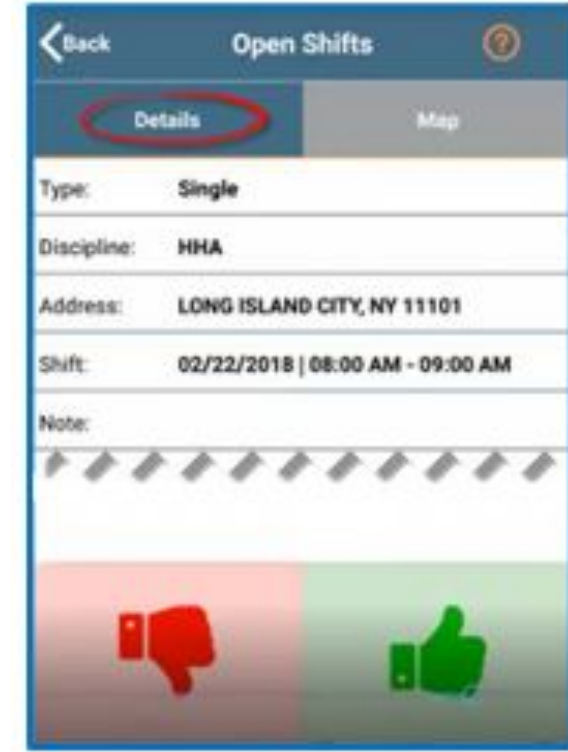 Back Open Shifts ?
Details Map
Type: Single
Discipline: HHA
Address: LONG ISLAND CITY, NY 11101
Shift: 02/22/2018 | 08:00 AM - 09:00 AM
Note: